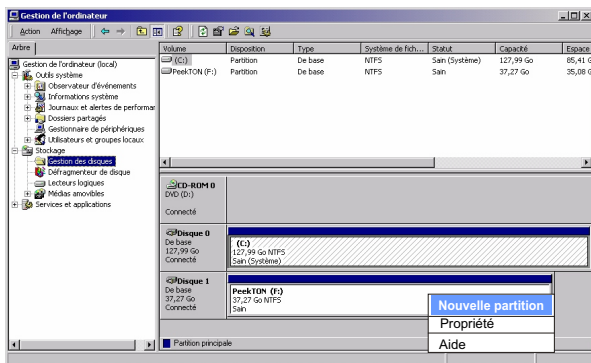 Gestion de l'ordinateur
Action Affichage
Arbre
Gestion de l'ordinateur (local)
Outils système
Observateur d'événements
Informations système
Journaux et alertes de performar
Dossiers partagés
Gestionnaire de périphériques
Utilisateurs et groupes locaux
Stockage
Gestion des disques
Défragmenteur de disque
Lecteurs logiques
Médias amovibles
Services et applications
Volume Disposition Type Système de fich... Statut Capacité Espace
(C:) Partition De base NTFS Sain (Système) 127,99 Go 85,41 G
PeekTON (F:) Partition De base NTFS Sain 37,27 Go 35,08 G
CD-ROM 0
DVD (D:)
Connecté
Disque 0
De base
127,99 Go
Connecté
(C:)
127,99 Go NTFS
Sain (Système)
Disque 1
De base
37,27 Go
Connecté
PeekTON (F:)
37,27 Go NTFS
Sain
Nouvelle partition
Propriété
Aide
Partition principale